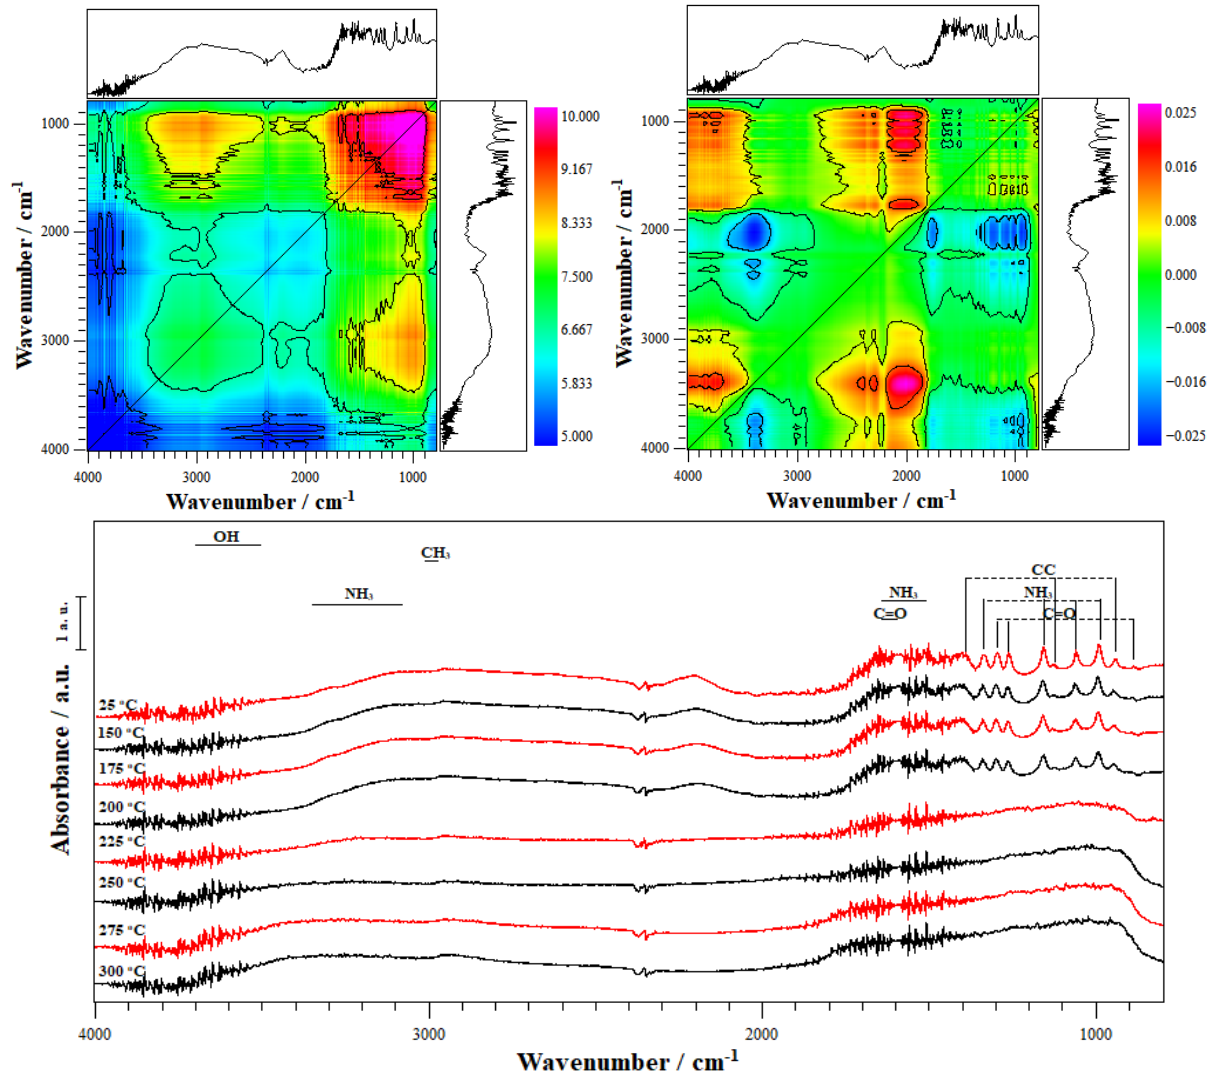 1000
2000
3000
4000
Wavenumber / cm-1
4000
3000
2000
1000
Wavenumber / cm-1
10.000
9.167
8.333
7.500
6.667
5.833
5.000
1000
2000
3000
4000
Wavenumber / cm-1
4000
3000
2000
1000
Wavenumber / cm-1
0.025
0.016
0.008
0.000
−0.008
−0.016
−0.025
OH
CH3
NH3
NH3
C=O
CC
NH3
C=O
1 a. u.
Absorbance / a.u.
25 °C
150 °C
175 °C
200 °C
225 °C
250 °C
275 °C
300 °C
4000
3000
2000
1000
Wavenumber / cm-1